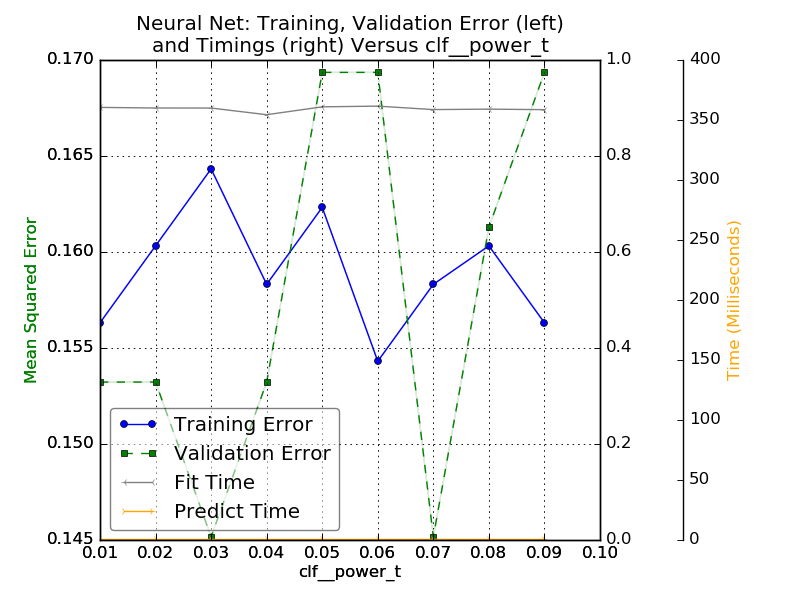 Neural Net: Training, Validation Error (left)
and Timings (right) Versus clf__power_t
0.170
0.165
0.160
0.155
0.150
0.145
Mean Squared Error
1.0
0.8
0.6
0.4
0.2
0.0
400
350
300
250
200
150
100
50
0
Time (Milliseconds)
Training Error
Validation Error
Fit Time
Predict Time
0.01 0.02 0.03 0.04 0.05 0.06 0.07 0.08 0.09 0.10
clf__power_t